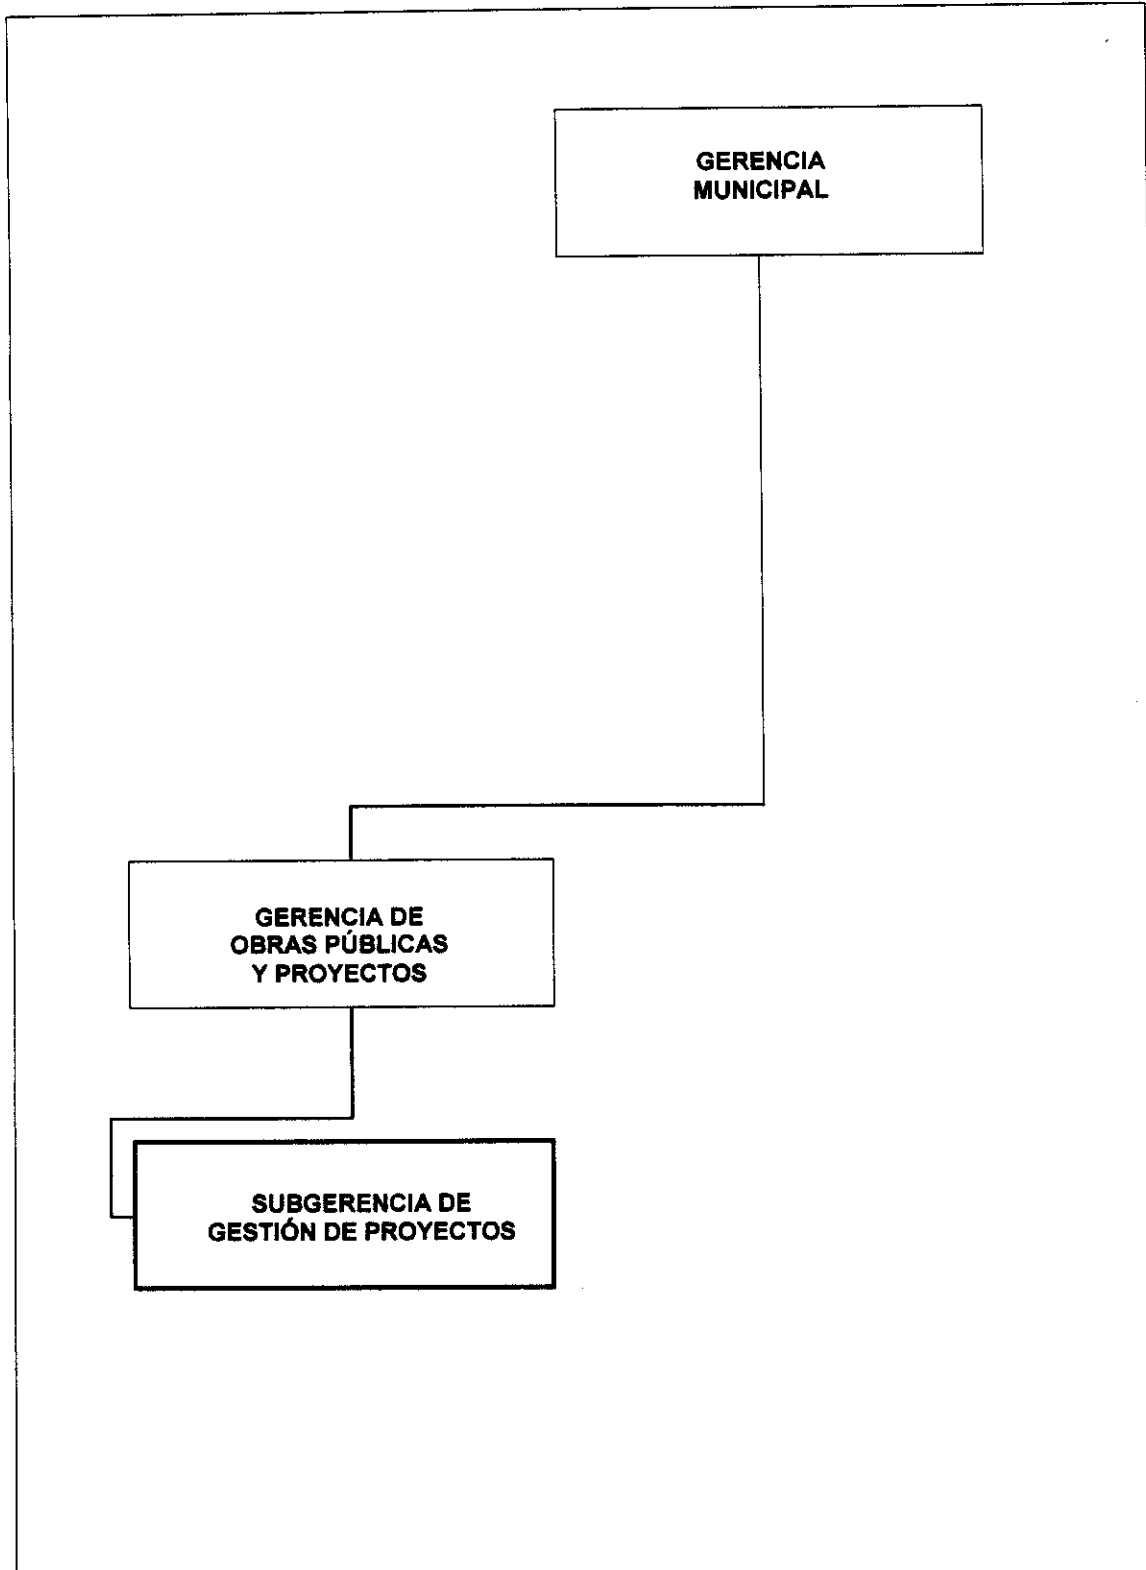 GERENCIA
MUNICIPAL
GERENCIA DE
OBRAS PÚBLICAS
Y PROYECTOS
SUBGERENCIA DE
GESTIÓN DE PROYECTOS